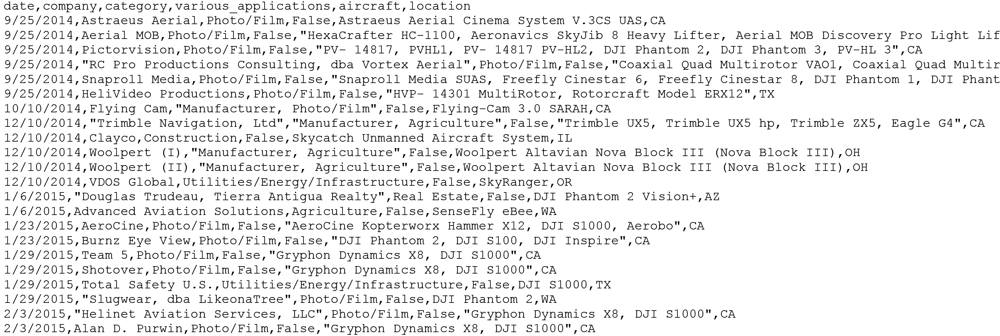 date,company,category,various_applications,aircraft,location
9/25/2014,Astraeus Aerial,Photo/Film,False,Astraeus Aerial Cinema System V.3CS UAS,CA
9/25/2014,Aerial MOB,Photo/Film,False,"HexaCrafter HC-1100, Aeronavics SkyJib 8 Heavy Lifter, Aerial MOB Discovery Pro Light Lif
9/25/2014,Pictorvision,Photo/Film,False,"PV- 14817, PVHL1, PV- 14817 PV-HL2, DJI Phantom 2, DJI Phantom 3, PV-HL 3",CA
9/25/2014,"RC Pro Productions Consulting, dba Vortex Aerial",Photo/Film,False,"Coaxial Quad Multirotor VAO1, Coaxial Quad Multir
9/25/2014,Snaproll Media,Photo/Film,False,"Snaproll Media SUAS, Freefly Cinestar 6, Freefly Cinestar 8, DJI Phantom 1, DJI Phant
9/25/2014,HeliVideo Productions,Photo/Film,False,"HVP- 14301 MultiRotor, Rotorcraft Model ERX12",TX
10/10/2014,Flying Cam,"Manufacturer, Photo/Film",False,Flying-Cam 3.0 SARAH,CA
12/10/2014,"Trimble Navigation, Ltd","Manufacturer, Agriculture",False,"Trimble UX5, Trimble UX5 hp, Trimble ZX5, Eagle G4",CA
12/10/2014,Clayco,Construction,False,Skycatch Unmanned Aircraft System,IL
12/10/2014,Woolpert (I),"Manufacturer, Agriculture",False,Woolpert Altavian Nova Block III (Nova Block III),OH
12/10/2014,Woolpert (II),"Manufacturer, Agriculture",False,Woolpert Altavian Nova Block III (Nova Block III),OH
12/10/2014,VDOS Global,Utilities/Energy/Infrastructure,False,SkyRanger,OR
1/6/2015,"Douglas Trudeau, Tierra Antigua Realty",Real Estate,False,DJI Phantom 2 Vision+,AZ
1/6/2015,Advanced Aviation Solutions,Agriculture,False,SenseFly eBee,WA
1/23/2015,AeroCine,Photo/Film,False,"AeroCine Kopterworx Hammer X12, DJI S1000, Aerobo",CA
1/23/2015,Burnz Eye View,Photo/Film,False,"DJI Phantom 2, DJI S100, DJI Inspire",CA
1/29/2015,Team 5,Photo/Film,False,"Gryphon Dynamics X8, DJI S1000",CA
1/29/2015,Shotover,Photo/Film,False,"Gryphon Dynamics X8, DJI S1000",CA
1/29/2015,Total Safety U.S.,Utilities/Energy/Infrastructure,False,DJI S1000,TX
1/29/2015,"Slugwear, dba LikeonaTree",Photo/Film,False,DJI Phantom 2,WA
2/3/2015,"Helinet Aviation Services, LLC",Photo/Film,False,"Gryphon Dynamics X8, DJI S1000",CA
2/3/2015,Alan D. Purwin,Photo/Film,False,"Gryphon Dynamics X8, DJI S1000",CA